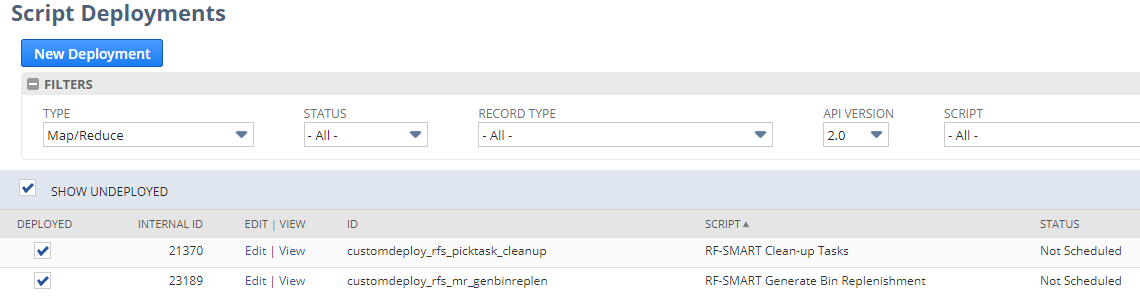 Script Deployments
New Deployment
FILTERS
TYPE STATUS RECORD TYPE API VERSION SCRIPT
Map/Reduce - All - - All - 2.0 - All -
SHOW UNDEPLOYED
DEPLOYED INTERNAL ID EDIT | VIEW ID SCRIPT STATUS
21370 Edit | View customdeploy_rfs_picktask_cleanup RF-SMART Clean-up Tasks Not Scheduled
23189 Edit | View customdeploy_rfs_mr_genbinreplen RF-SMART Generate Bin Replenishment Not Scheduled